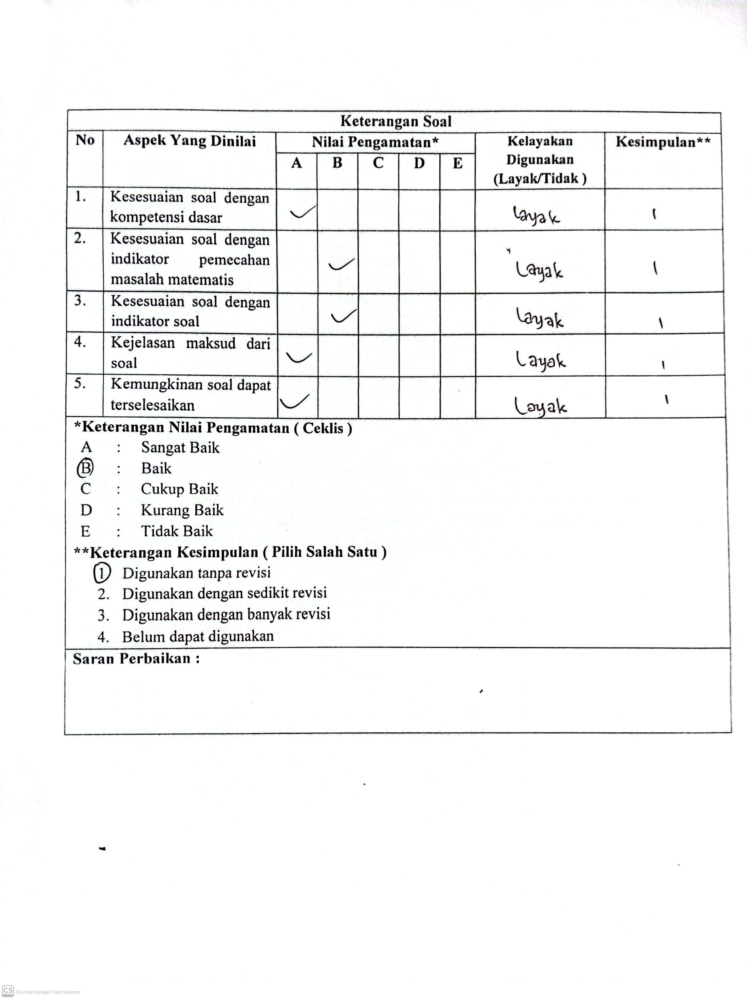 Keterangan Soal
No Aspek Yang Dinilai Nilai Pengamatan* Kelayakan Digunakan (Layak/Tidak ) Kesimpulan**
A B C D E
1. Kesesuaian soal dengan
kompetensi dasar ✓ Layak 1
2. Kesesuaian soal dengan
indikator pemecahan
masalah matematis ✓ Layak 1
3. Kesesuaian soal dengan
indikator soal ✓ Layak 1
4. Kejelasan maksud dari
soal ✓ Layak 1
5. Kemungkinan soal dapat
terselesaikan ✓ Layak 1
*Keterangan Nilai Pengamatan ( Ceklis )
A : Sangat Baik
B : Baik
C : Cukup Baik
D : Kurang Baik
E : Tidak Baik
**Keterangan Kesimpulan ( Pilih Salah Satu )
1 Digunakan tanpa revisi
2. Digunakan dengan sedikit revisi
3. Digunakan dengan banyak revisi
4. Belum dapat digunakan
Saran Perbaikan :
CS Dipindai dengan CamScanner